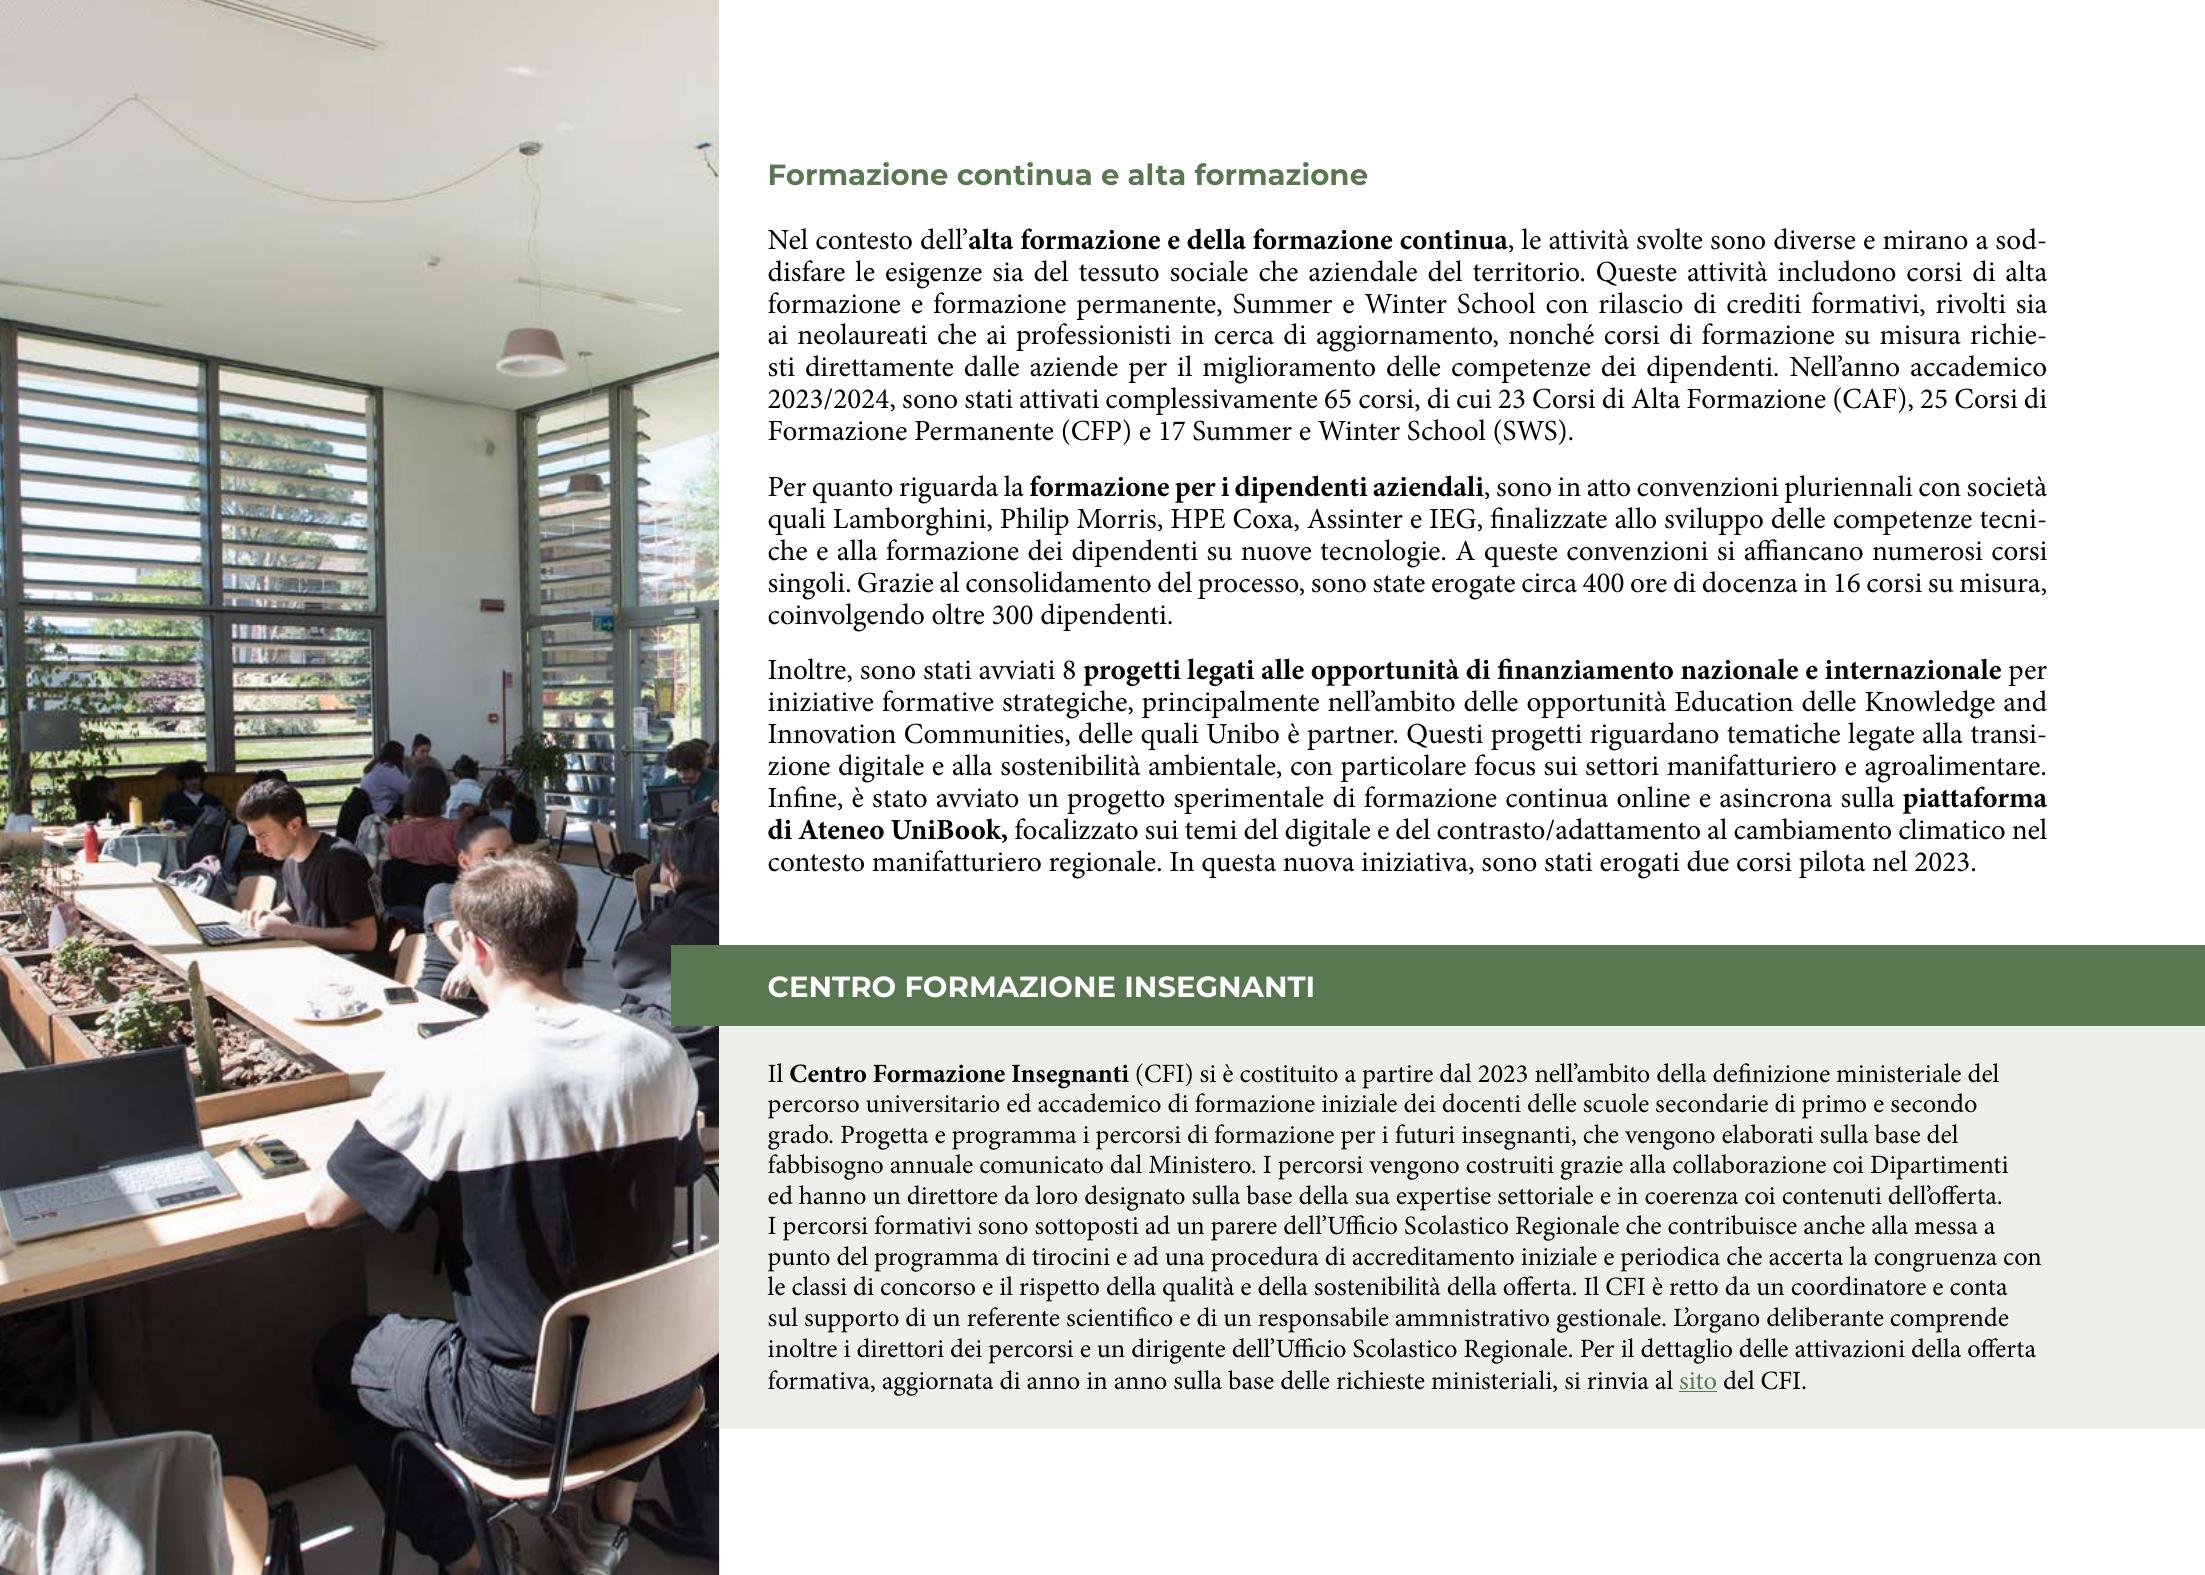 Formazione continua e alta formazione
Nel contesto dell’alta formazione e della formazione continua, le attività svolte sono diverse e mirano a sod-
disfare le esigenze sia del tessuto sociale che aziendale del territorio. Queste attività includono corsi di alta
formazione e formazione permanente, Summer e Winter School con rilascio di crediti formativi, rivolti sia
ai neolaureati che ai professionisti in cerca di aggiornamento, nonché corsi di formazione su misura richie-
sti direttamente dalle aziende per il miglioramento delle competenze dei dipendenti. Nell’anno accademico
2023/2024, sono stati attivati complessivamente 65 corsi, di cui 23 Corsi di Alta Formazione (CAF), 25 Corsi di
Formazione Permanente (CFP) e 17 Summer e Winter School (SWS).
Per quanto riguarda la formazione per i dipendenti aziendali, sono in atto convenzioni pluriennali con società
quali Lamborghini, Philip Morris, HPE Coxa, Assinter e IEG, finalizzate allo sviluppo delle competenze tecni-
che e alla formazione dei dipendenti su nuove tecnologie. A queste convenzioni si affiancano numerosi corsi
singoli. Grazie al consolidamento del processo, sono state erogate circa 400 ore di docenza in 16 corsi su misura,
coinvolgendo oltre 300 dipendenti.
Inoltre, sono stati avviati 8 progetti legati alle opportunità di finanziamento nazionale e internazionale per
iniziative formative strategiche, principalmente nell’ambito delle opportunità Education delle Knowledge and
Innovation Communities, delle quali Unibo è partner. Questi progetti riguardano tematiche legate alla transi-
zione digitale e alla sostenibilità ambientale, con particolare focus sui settori manifatturiero e agroalimentare.
Infine, è stato avviato un progetto sperimentale di formazione continua online e asincrona sulla piattaforma
di Ateneo UniBook, focalizzato sui temi del digitale e del contrasto/adattamento al cambiamento climatico nel
contesto manifatturiero regionale. In questa nuova iniziativa, sono stati erogati due corsi pilota nel 2023.
CENTRO FORMAZIONE INSEGNANTI
Il Centro Formazione Insegnanti (CFI) si è costituito a partire dal 2023 nell’ambito della definizione ministeriale del
percorso universitario ed accademico di formazione iniziale dei docenti delle scuole secondarie di primo e secondo
grado. Progetta e programma i percorsi di formazione per i futuri insegnanti, che vengono elaborati sulla base del
fabbisogno annuale comunicato dal Ministero. I percorsi vengono costruiti grazie alla collaborazione coi Dipartimenti
ed hanno un direttore da loro designato sulla base della sua expertise settoriale e in coerenza coi contenuti dell’offerta.
I percorsi formativi sono sottoposti ad un parere dell’Ufficio Scolastico Regionale che contribuisce anche alla messa a
punto del programma di tirocini e ad una procedura di accreditamento iniziale e periodica che accerta la congruenza con
le classi di concorso e il rispetto della qualità e della sostenibilità della offerta. Il CFI è retto da un coordinatore e conta
sul supporto di un referente scientifico e di un responsabile ammnistrativo gestionale. L’organo deliberante comprende
inoltre i direttori dei percorsi e un dirigente dell’Ufficio Scolastico Regionale. Per il dettaglio delle attivazioni della offerta
formativa, aggiornata di anno in anno sulla base delle richieste ministeriali, si rinvia al sito del CFI.